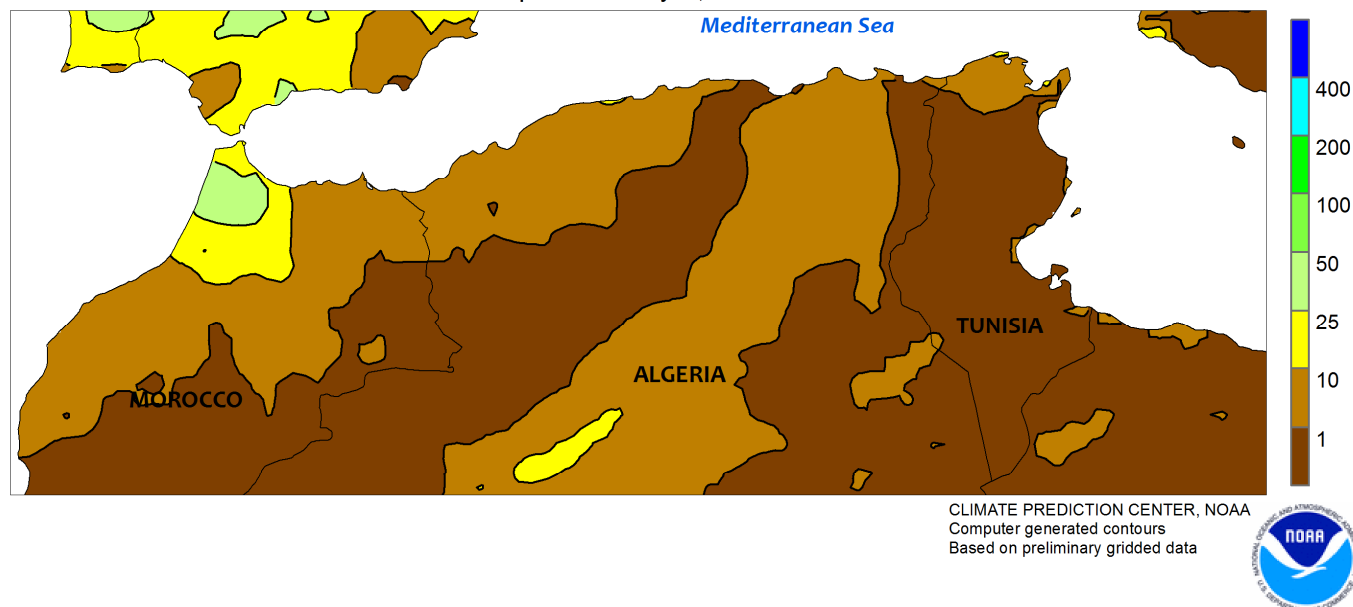 Mediterranean Sea
400
200
100
50
25
10
1
TUNISIA
ALGERIA
MOROCCO
CLIMATE PREDICTION CENTER, NOAA
Computer generated contours
Based on preliminary gridded data
NOAA